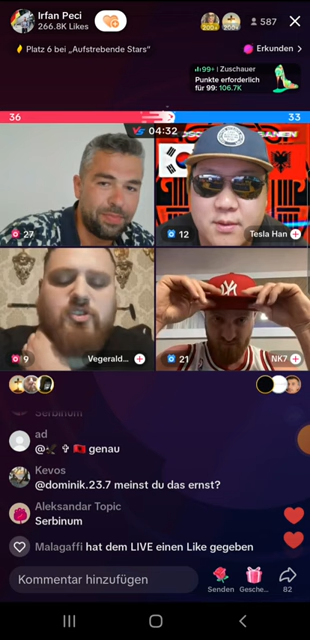 Irfan Peci
266.8K Likes
587
Platz 6 bei „Aufstrebende Stars“
Erkunden
99+ | Zuschauer
Punkte erforderlich
für 99: 106.7K
36
33
VS 04:32
27
12
Tesla Han
9
Vegerald...
21
NK7
Serbinum
ad
@🦅 ✞ 🇦🇱 genau
Kevos
@dominik.23.7 meinst du das ernst?
Aleksandar Topic
Serbinum
Malagaffi hat dem LIVE einen Like gegeben
Kommentar hinzufügen
Senden
Gesche...
82